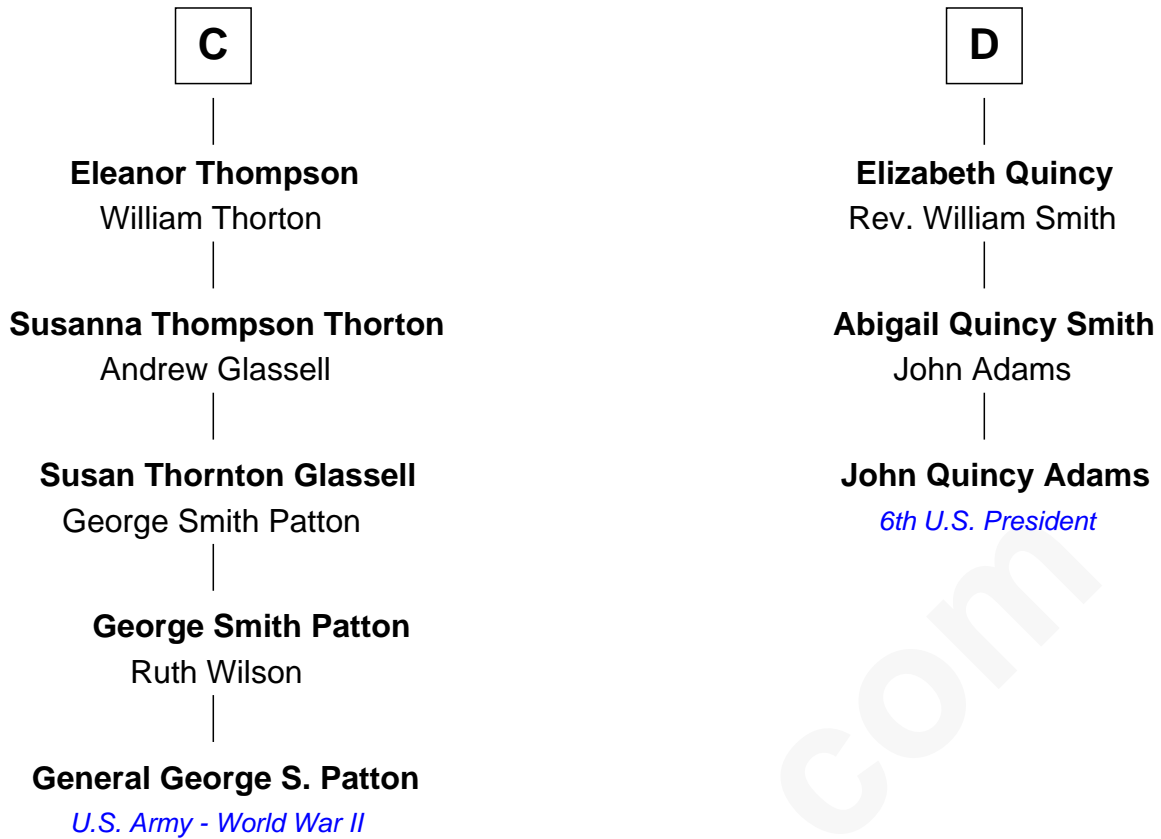 C
Eleanor Thompson
William Thorton
Susanna Thompson Thorton
Andrew Glassell
Susan Thornton Glassell
George Smith Patton
George Smith Patton
Ruth Wilson
General George S. Patton
U.S. Army - World War II
D
Elizabeth Quincy
Rev. William Smith
Abigail Quincy Smith
John Adams
John Quincy Adams
6th U.S. President
com